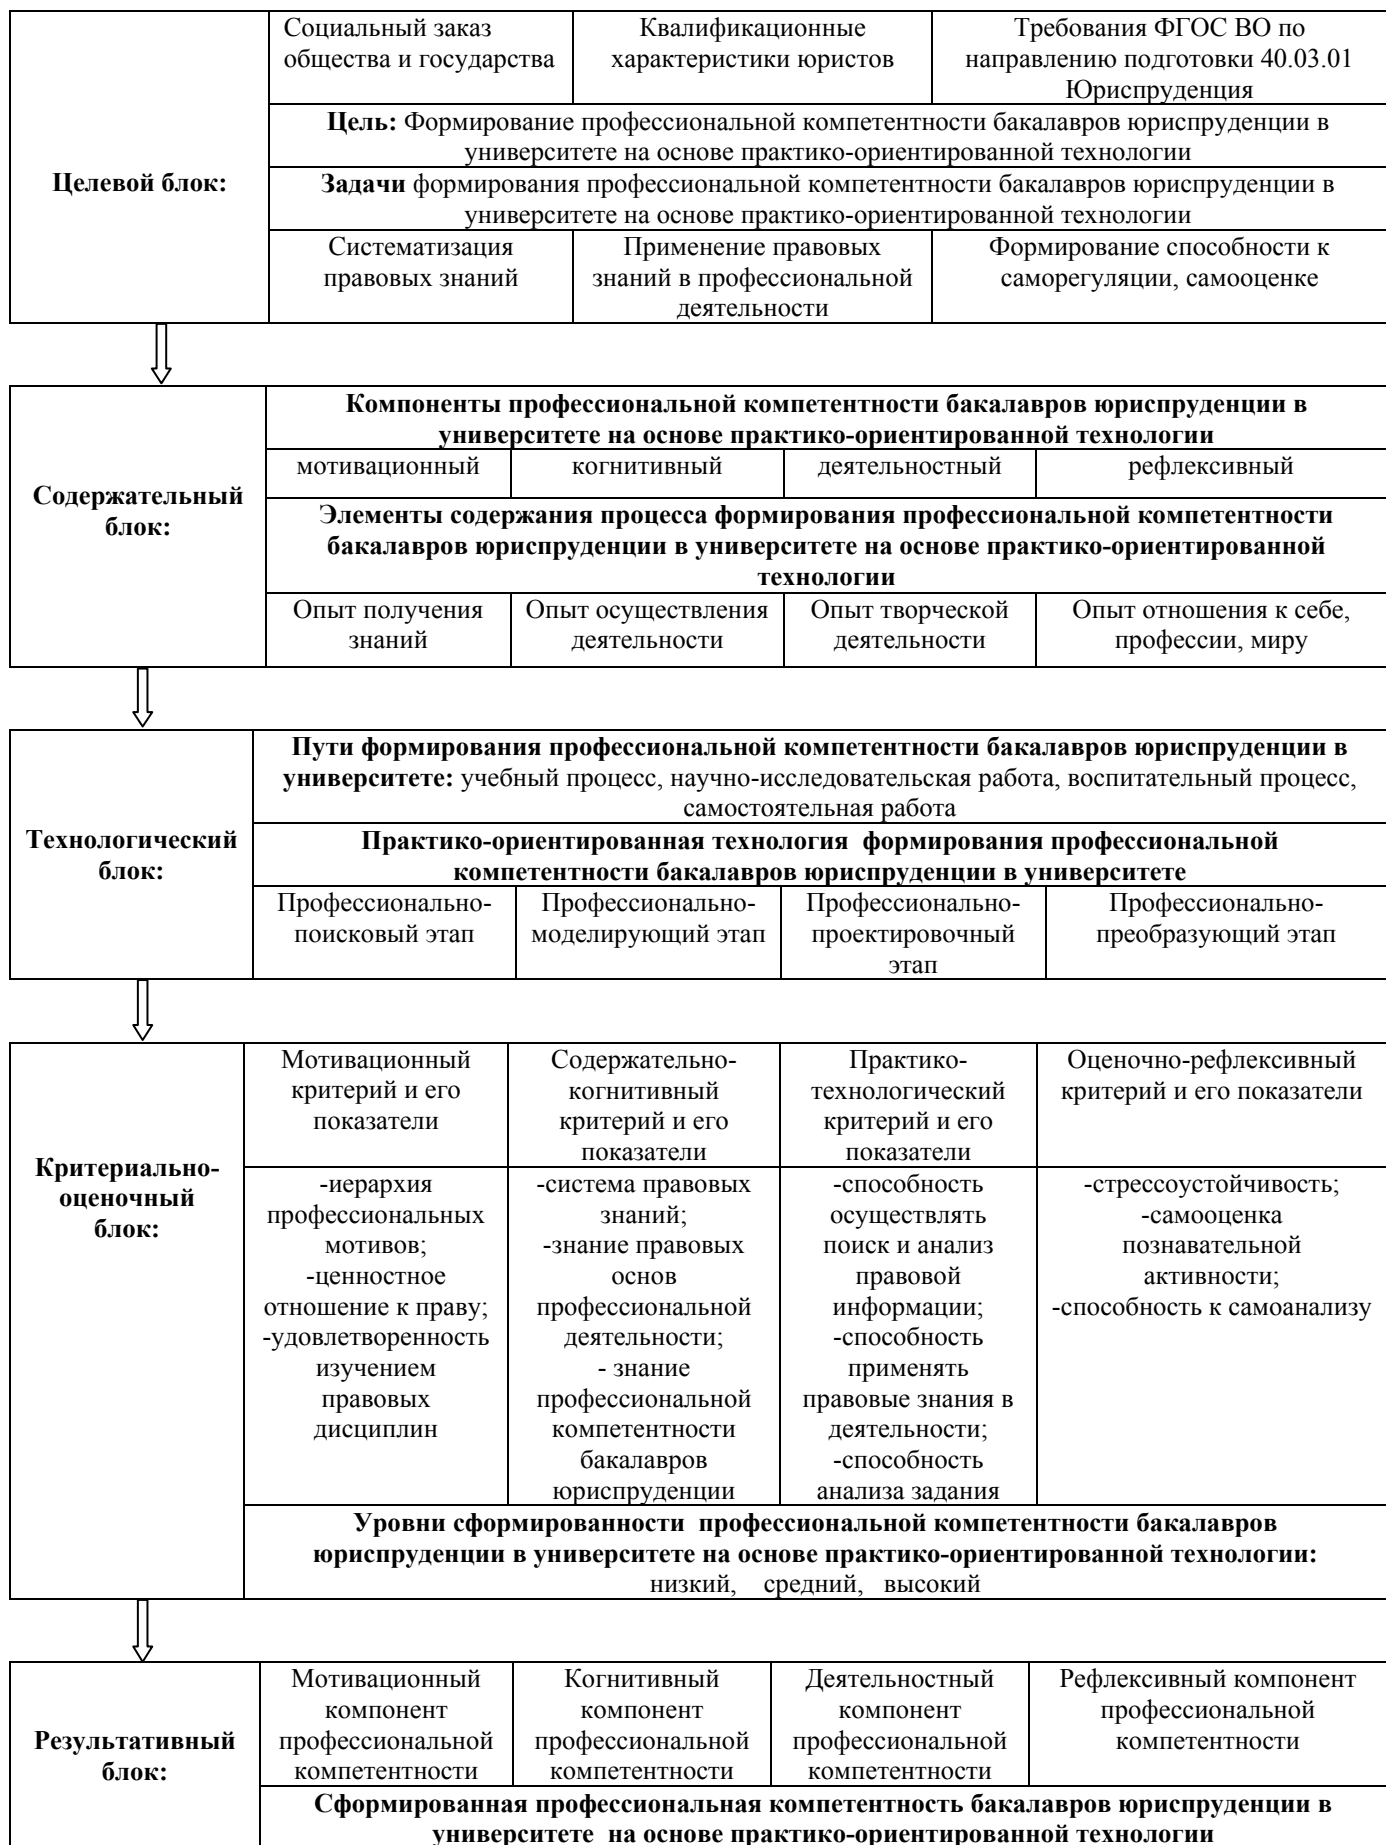 Социальный заказ
общества и государства
Квалификационные
характеристики юристов
Требования ФГОС ВО по
направлению подготовки 40.03.01
Юриспруденция
Цель: Формирование профессиональной компетентности бакалавров юриспруденции в
университете на основе практико-ориентированной технологии
Целевой блок:
Задачи формирования профессиональной компетентности бакалавров юриспруденции в
университете на основе практико-ориентированной технологии
Систематизация
правовых знаний
Применение правовых
знаний в профессиональной
деятельности
Формирование способности к
саморегуляции, самооценке
Компоненты профессиональной компетентности бакалавров юриспруденции в
университете на основе практико-ориентированной технологии
мотивационный
когнитивный
деятельностный
рефлексивный
Содержательный
блок:
Элементы содержания процесса формирования профессиональной компетентности
бакалавров юриспруденции в университете на основе практико-ориентированной
технологии
Опыт получения
знаний
Опыт осуществления
деятельности
Опыт творческой
деятельности
Опыт отношения к себе,
профессии, миру
Пути формирования профессиональной компетентности бакалавров юриспруденции в
университете: учебный процесс, научно-исследовательская работа, воспитательный процесс,
самостоятельная работа
Технологический
блок:
Практико-ориентированная технология  формирования профессиональной
компетентности бакалавров юриспруденции в университете
Профессионально-
поисковый этап
Профессионально-
моделирующий этап
Профессионально-
проектировочный
этап
Профессионально-
преобразующий этап
Мотивационный
критерий и его
показатели
Содержательно-
когнитивный
критерий и его
показатели
Практико-
технологический
критерий и его
показатели
Оценочно-рефлексивный
критерий и его показатели
Критериально-
оценочный
блок:
-иерархия
профессиональных
мотивов;
-ценностное
отношение к праву;
-удовлетворенность
изучением
правовых
дисциплин
-система правовых
знаний;
-знание правовых
основ
профессиональной
деятельности;
- знание
профессиональной
компетентности
бакалавров
юриспруденции
-способность
осуществлять
поиск и анализ
правовой
информации;
-способность
применять
правовые знания в
деятельности;
-способность
анализа задания
-стрессоустойчивость;
-самооценка
познавательной
активности;
-способность к самоанализу
Уровни сформированности  профессиональной компетентности бакалавров
юриспруденции в университете на основе практико-ориентированной технологии:
низкий,    средний,   высокий
Результативный
блок:
Мотивационный
компонент
профессиональной
компетентности
Когнитивный
компонент
профессиональной
компетентности
Деятельностный
компонент
профессиональной
компетентности
Рефлексивный компонент
профессиональной
компетентности
Сформированная профессиональная компетентность бакалавров юриспруденции в
университете  на основе практико-ориентированной технологии